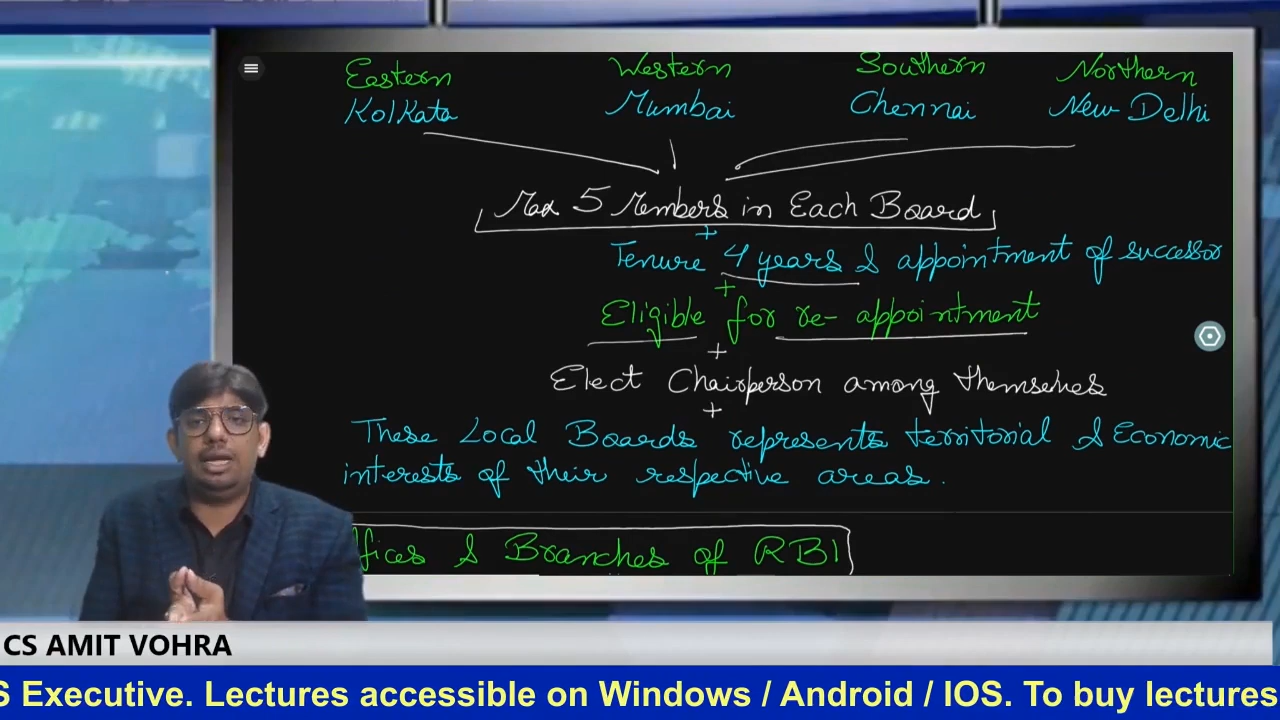 Eastern Western Southern Northern
Kolkata Mumbai Chennai New Delhi
Max 5 Members in Each Board
+
Tenure 4 years & appointment of successor
+
Eligible for re-appointment
+
Elect Chairperson among themselves
+
These Local Boards represents territorial & Economic
interests of their respective areas.
ffices & Branches of RBI
CS AMIT VOHRA
S Executive. Lectures accessible on Windows / Android / IOS. To buy lectures